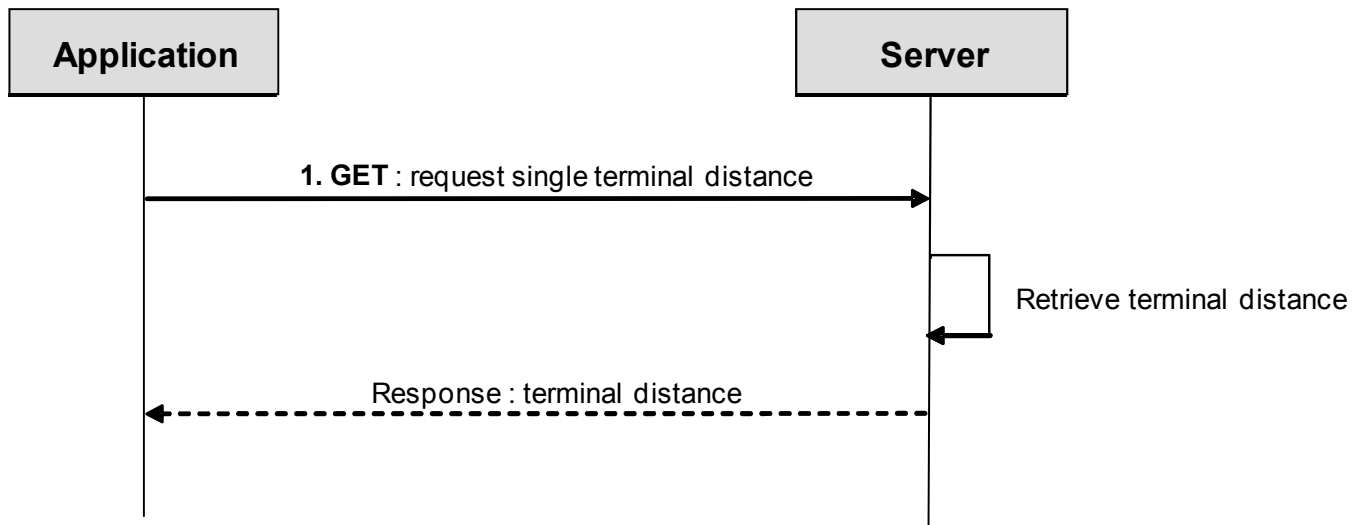 Application
Server
1. GET : request single terminal distance
Retrieve terminal distance
Response : terminal distance